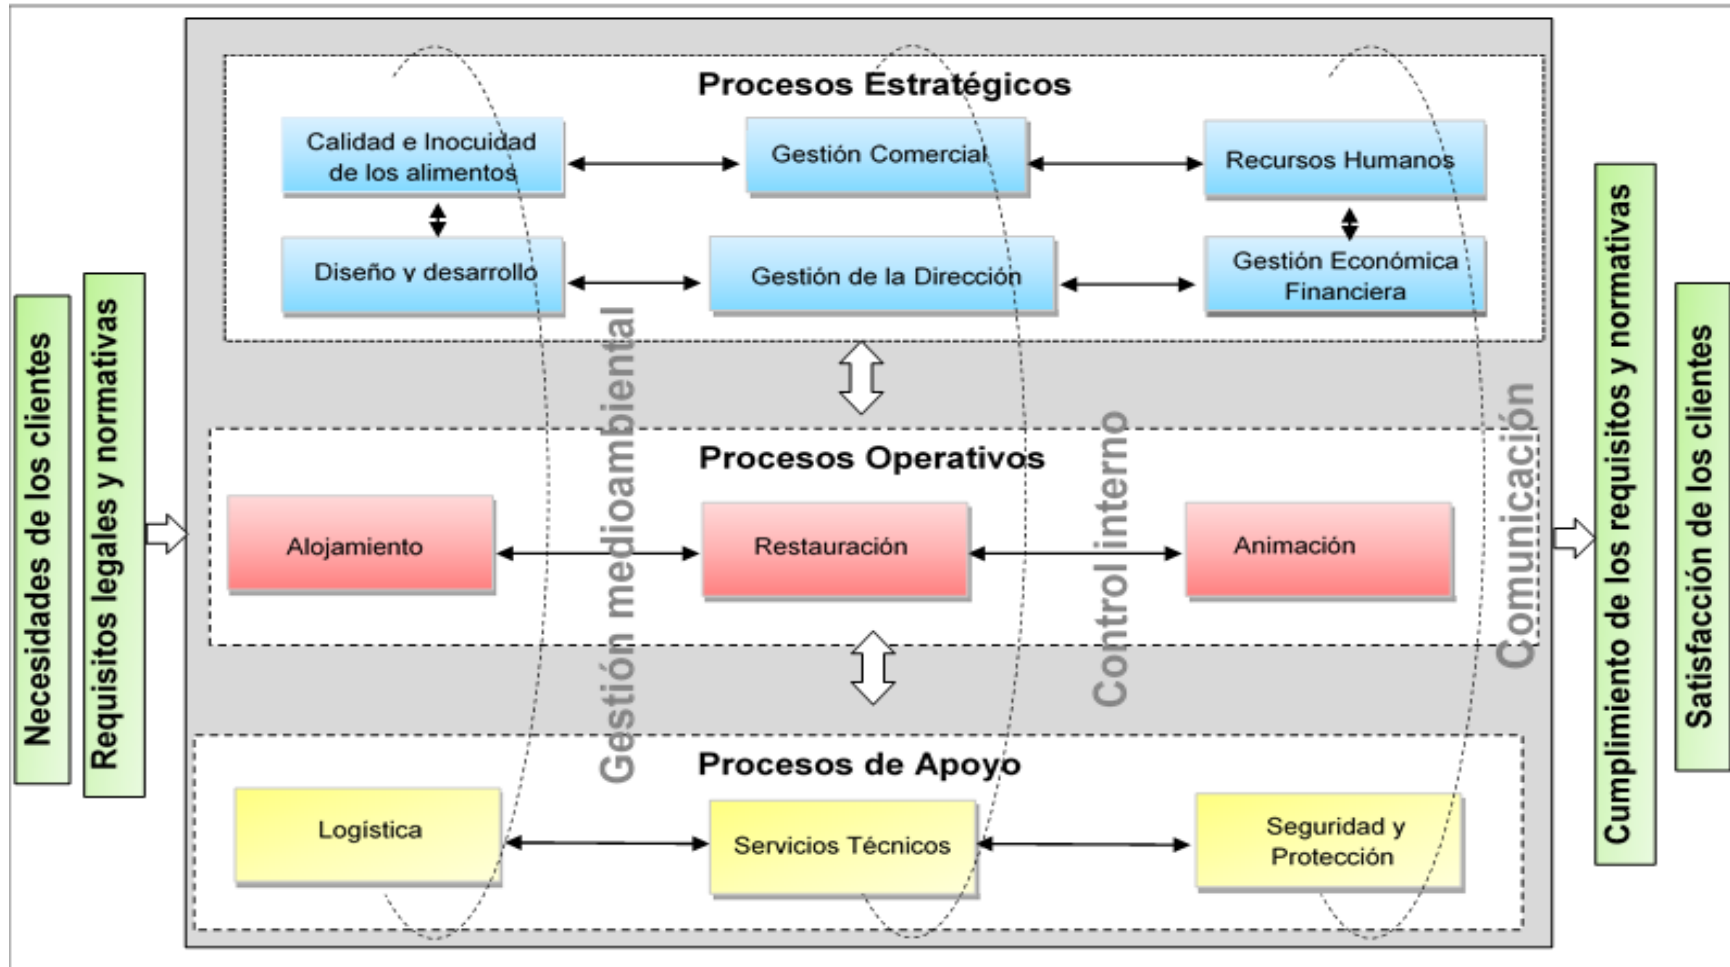 Necesidades de los clientes
Requisitos legales y normativas
Procesos Estratégicos
Calidad e Inocuidad
de los alimentos
Gestión Comercial
Recursos Humanos
Diseño y desarrollo
Gestión de la Dirección
Gestión Económica
Financiera
Gestión medioambiental
Control interno
Comunicación
Procesos Operativos
Alojamiento
Restauración
Animación
Procesos de Apoyo
Logística
Servicios Técnicos
Seguridad y
Protección
Cumplimiento de los requisitos y normativas
Satisfacción de los clientes